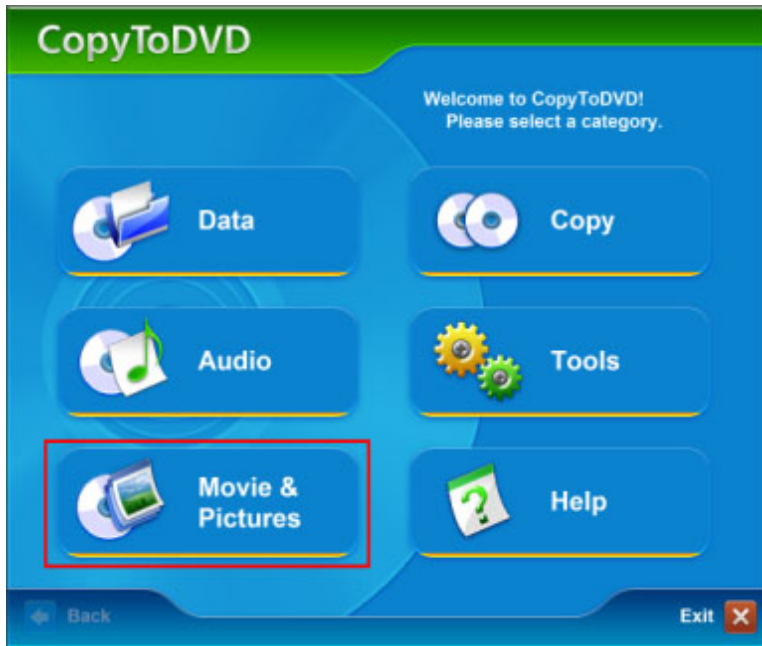 CopyToDVD
Welcome to CopyToDVD!
Please select a category.
Data
Copy
Audio
Tools
Movie &
Pictures
Help
Back
Exit